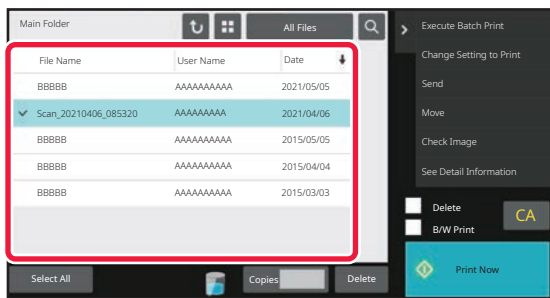 Main Folder
All Files
File Name User Name Date
BBBBB AAAAAAAAAA 2021/05/05
Scan_20210406_085320 AAAAAAAAA 2021/04/06
BBBBB AAAAAAAAAA 2015/05/05
BBBBB AAAAAAAAAA 2015/04/04
BBBBB AAAAAAAAAA 2015/03/03
Select All
Copies
Delete
Execute Batch Print
Change Setting to Print
Send
Move
Check Image
See Detail Information
Delete
B/W Print
CA
Print Now